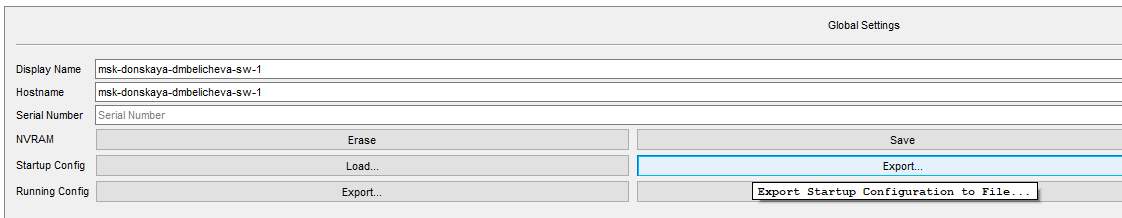 Global Settings
Display Name msk-donskaya-dmbelicheva-sw-1
Hostname msk-donskaya-dmbelicheva-sw-1
Serial Number Serial Number
NVRAM Erase Save
Startup Config Load... Export...
Running Config Export... Export Startup Configuration to File...